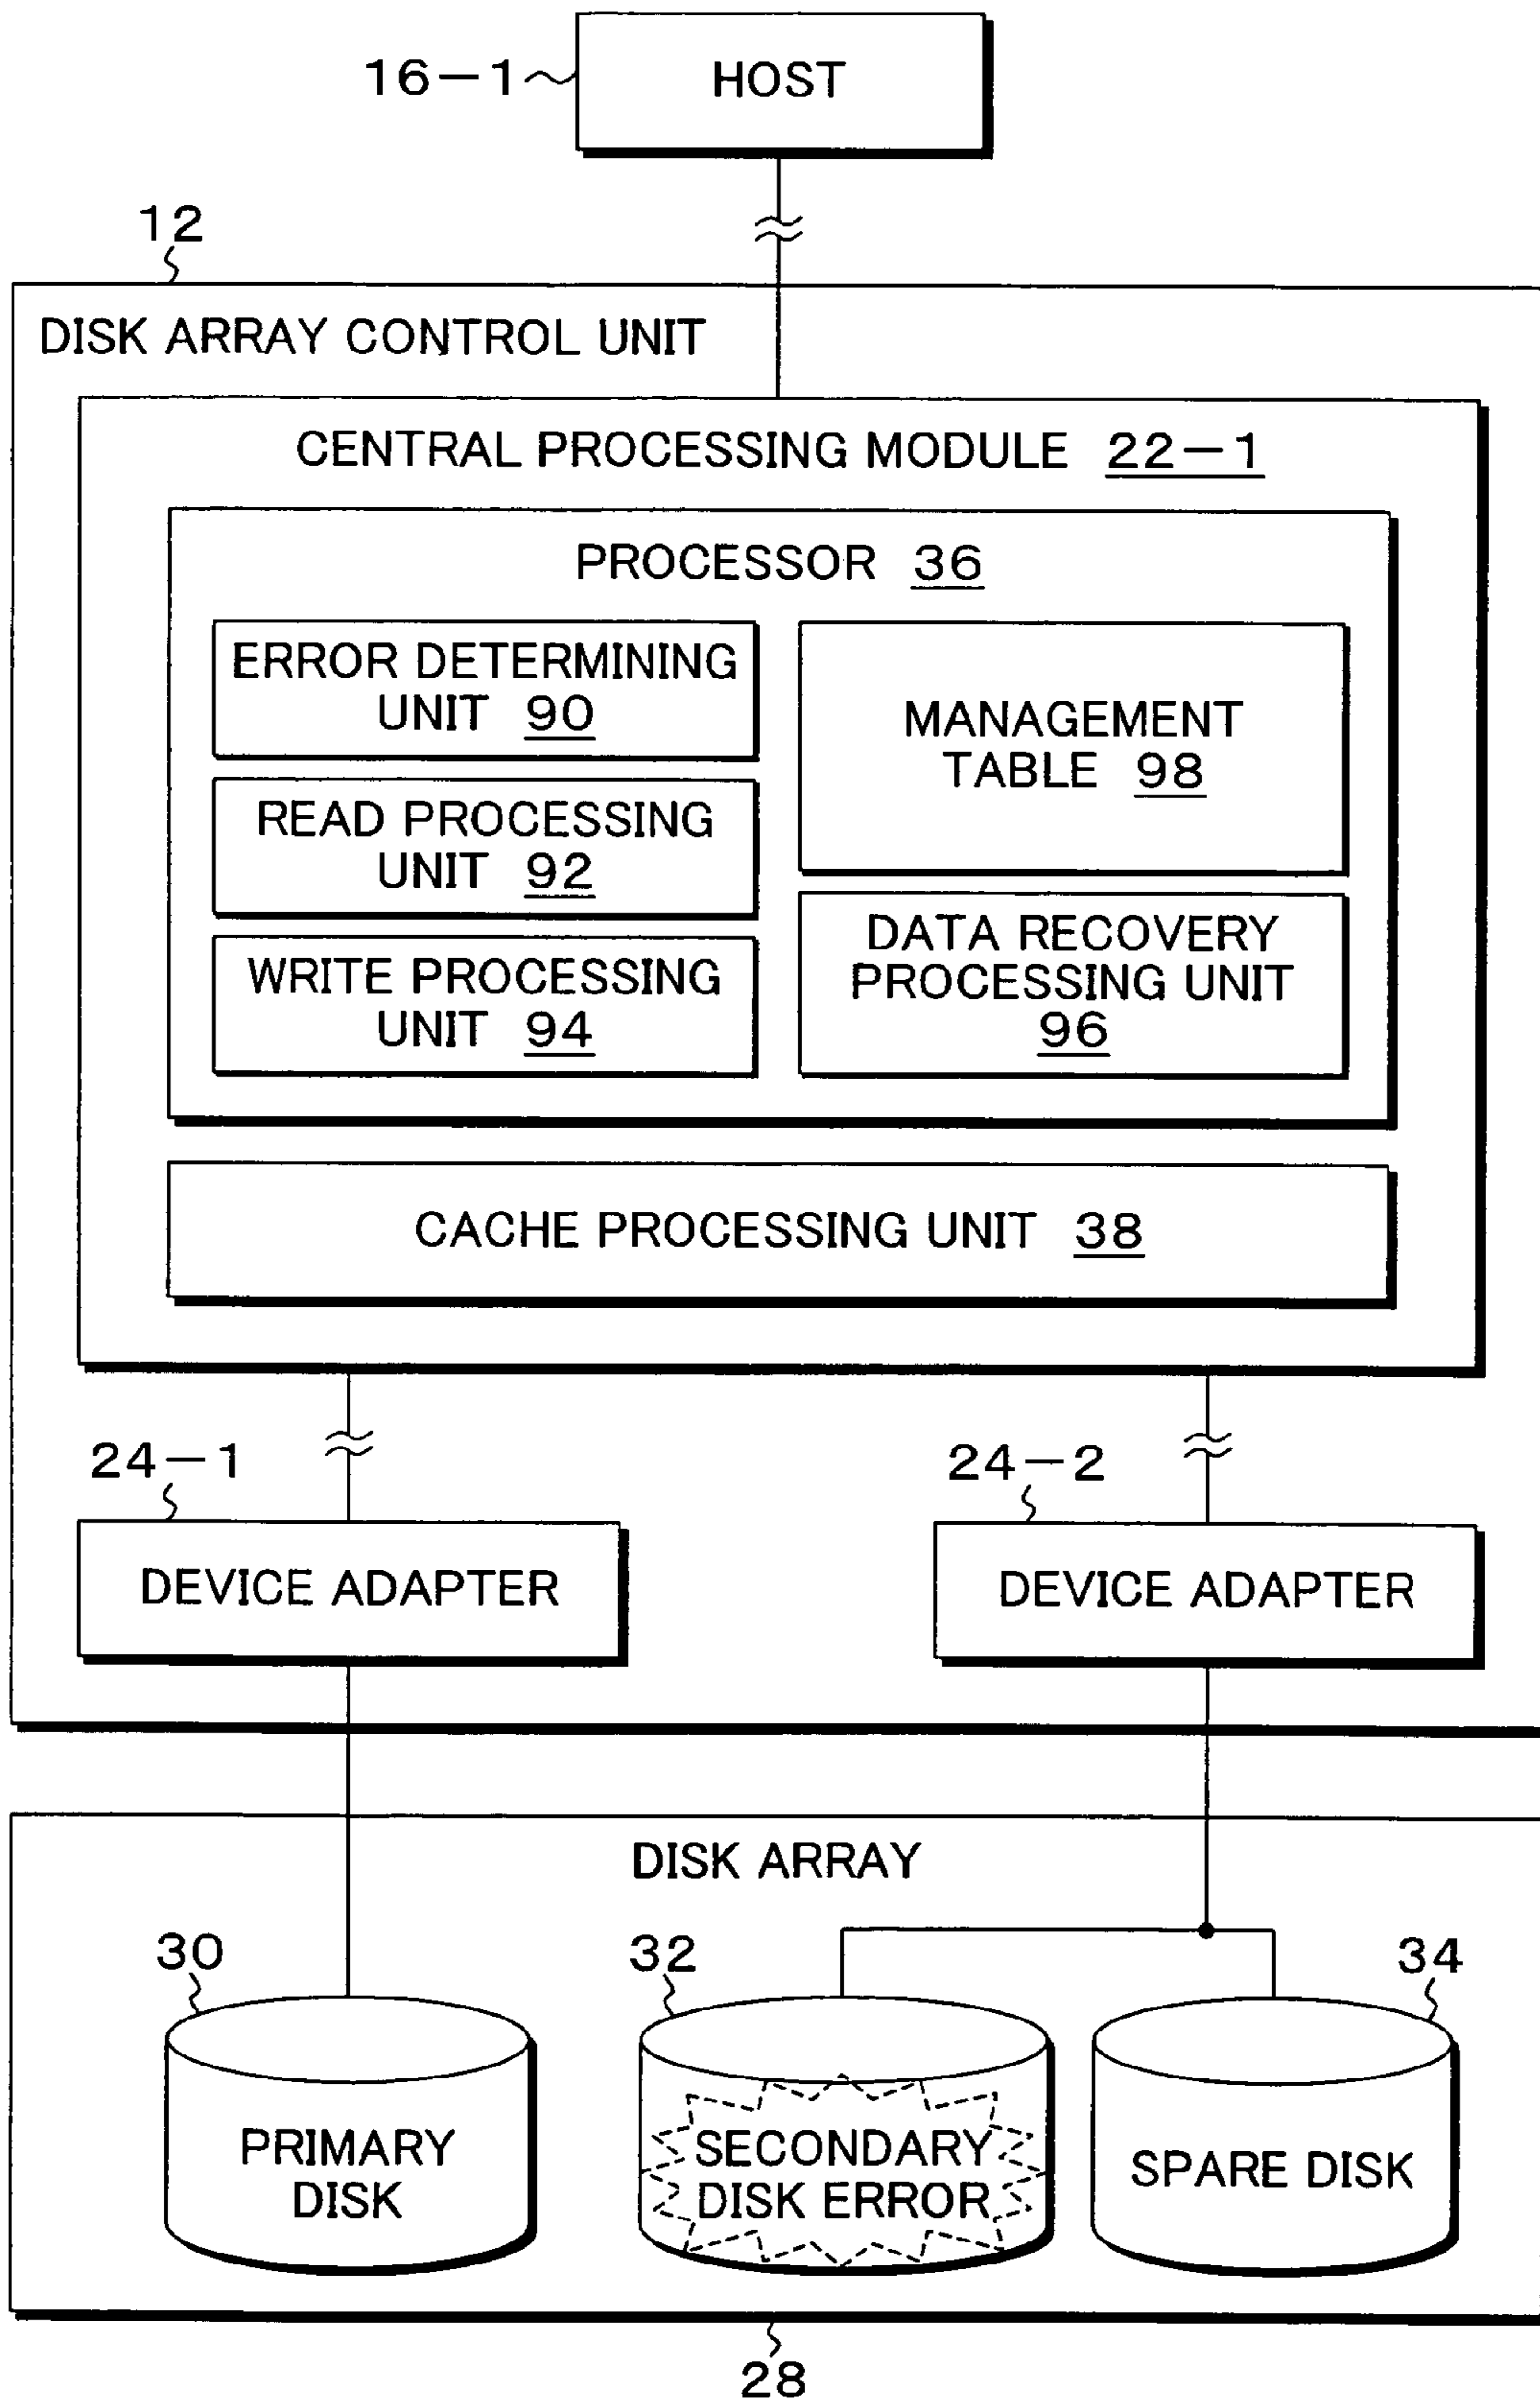 16-1
HOST
12
DISK ARRAY CONTROL UNIT
CENTRAL PROCESSING MODULE 22-1
PROCESSOR 36
ERROR DETERMINING
UNIT 90
READ PROCESSING
UNIT 92
WRITE PROCESSING
UNIT 94
MANAGEMENT
TABLE 98
DATA RECOVERY
PROCESSING UNIT
96
CACHE PROCESSING UNIT 38
24-1
DEVICE ADAPTER
24-2
DEVICE ADAPTER
DISK ARRAY
30
PRIMARY
DISK
32
SECONDARY
DISK ERROR
34
SPARE DISK
28